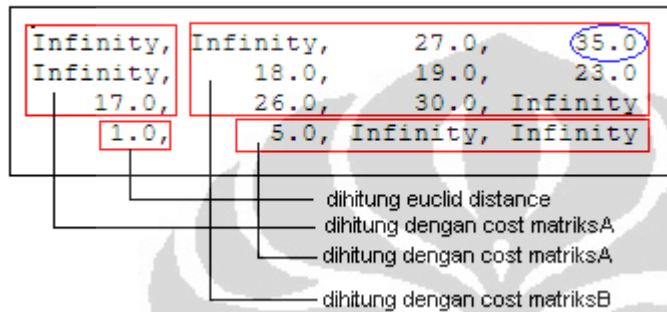 Infinity, Infinity, 27.0, 35.0
Infinity, 18.0, 19.0, 23.0
17.0, 26.0, 30.0, Infinity
1.0, 5.0, Infinity, Infinity
dihitung euclid distance
dihitung dengan cost matriksA
dihitung dengan cost matriksA
dihitung dengan cost matriksB